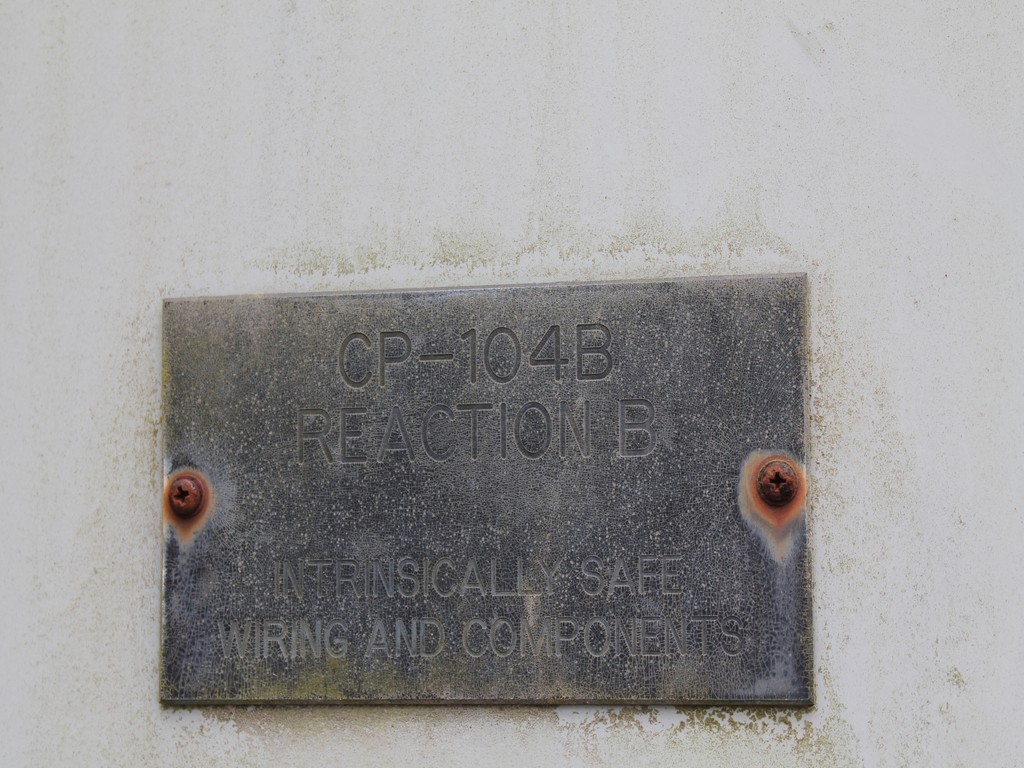 CP-104B
REACTION B
INTRINSICALLY SAFE
WIRING AND COMPONENTS